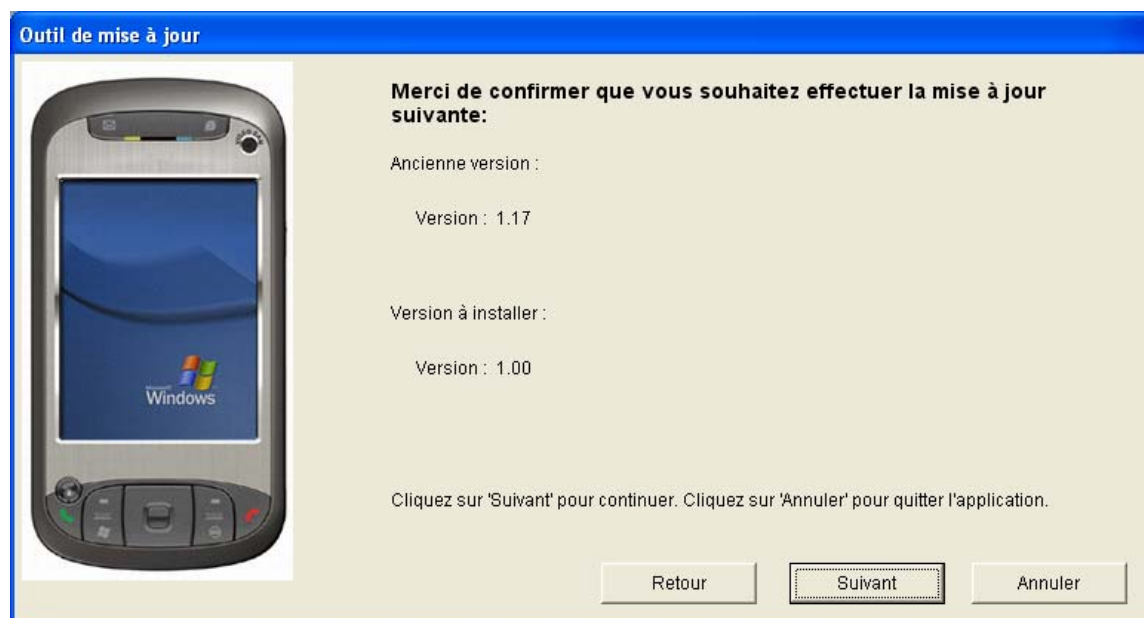 Outil de mise à jour
Merci de confirmer que vous souhaitez effectuer la mise à jour
suivante:
Ancienne version :
Version : 1.17
Version à installer :
Version : 1.00
Windows
Cliquez sur 'Suivant' pour continuer. Cliquez sur 'Annuler' pour quitter l'application.
Retour
Suivant
Annuler